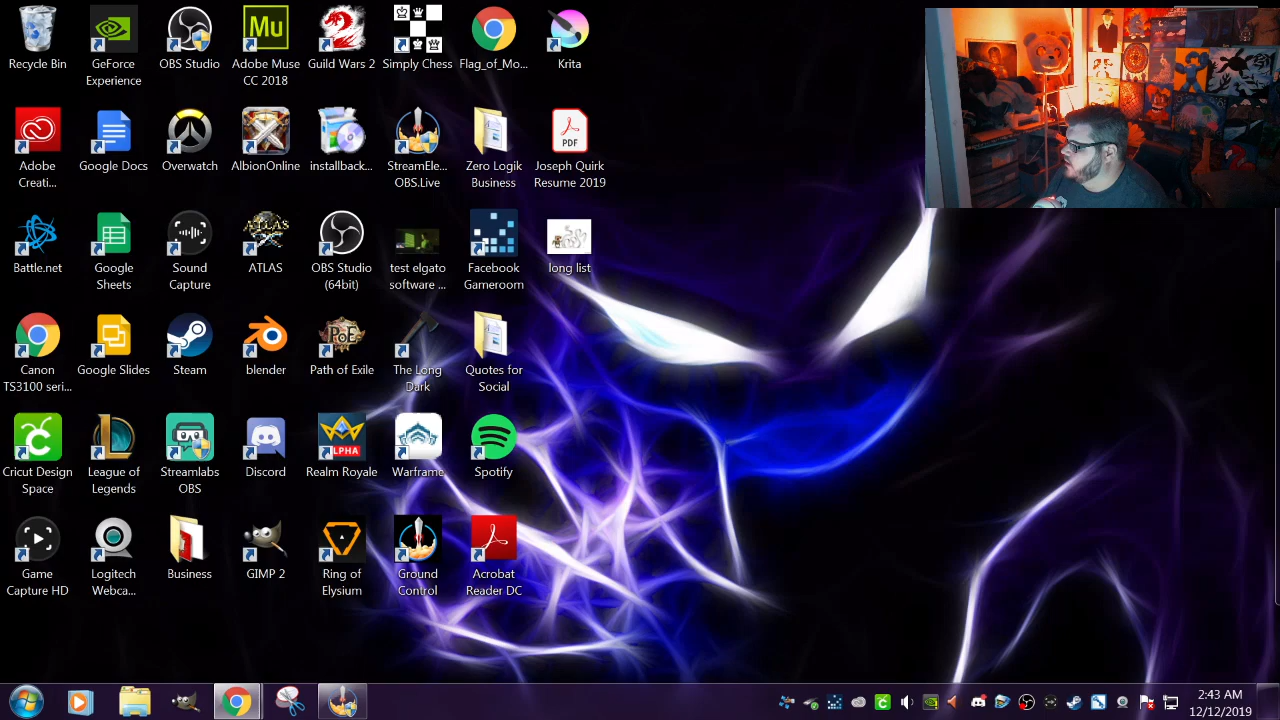 Recycle Bin
GeForce
Experience
OBS Studio
Mu
Adobe Muse
CC 2018
Guild Wars 2
Simply Chess
Flag_of_Mo...
Krita
Adobe
Creati...
Google Docs
Overwatch
AlbionOnline
installback...
StreamEle...
OBS.Live
Zero Logik
Business
PDF
Joseph Quirk
Resume 2019
Battle.net
Google
Sheets
Sound
Capture
ATLAS
ATLAS
OBS Studio
(64bit)
test elgato
software ...
Facebook
Gameroom
long list
Canon
TS3100 seri...
Google Slides
Steam
blender
PoE
Path of Exile
The Long
Dark
Quotes for
Social
Cricut Design
Space
League of
Legends
Streamlabs
OBS
Discord
ALPHA
Realm Royale
Warframe
Spotify
Game
Capture HD
Logitech
Webca...
Business
GIMP 2
Ring of
Elysium
Ground
Control
Acrobat
Reader DC
2:43 AM
12/12/2019